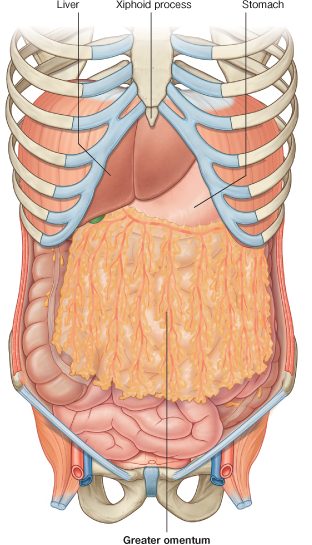 Liver
Xiphoid process
Stomach
Greater omentum